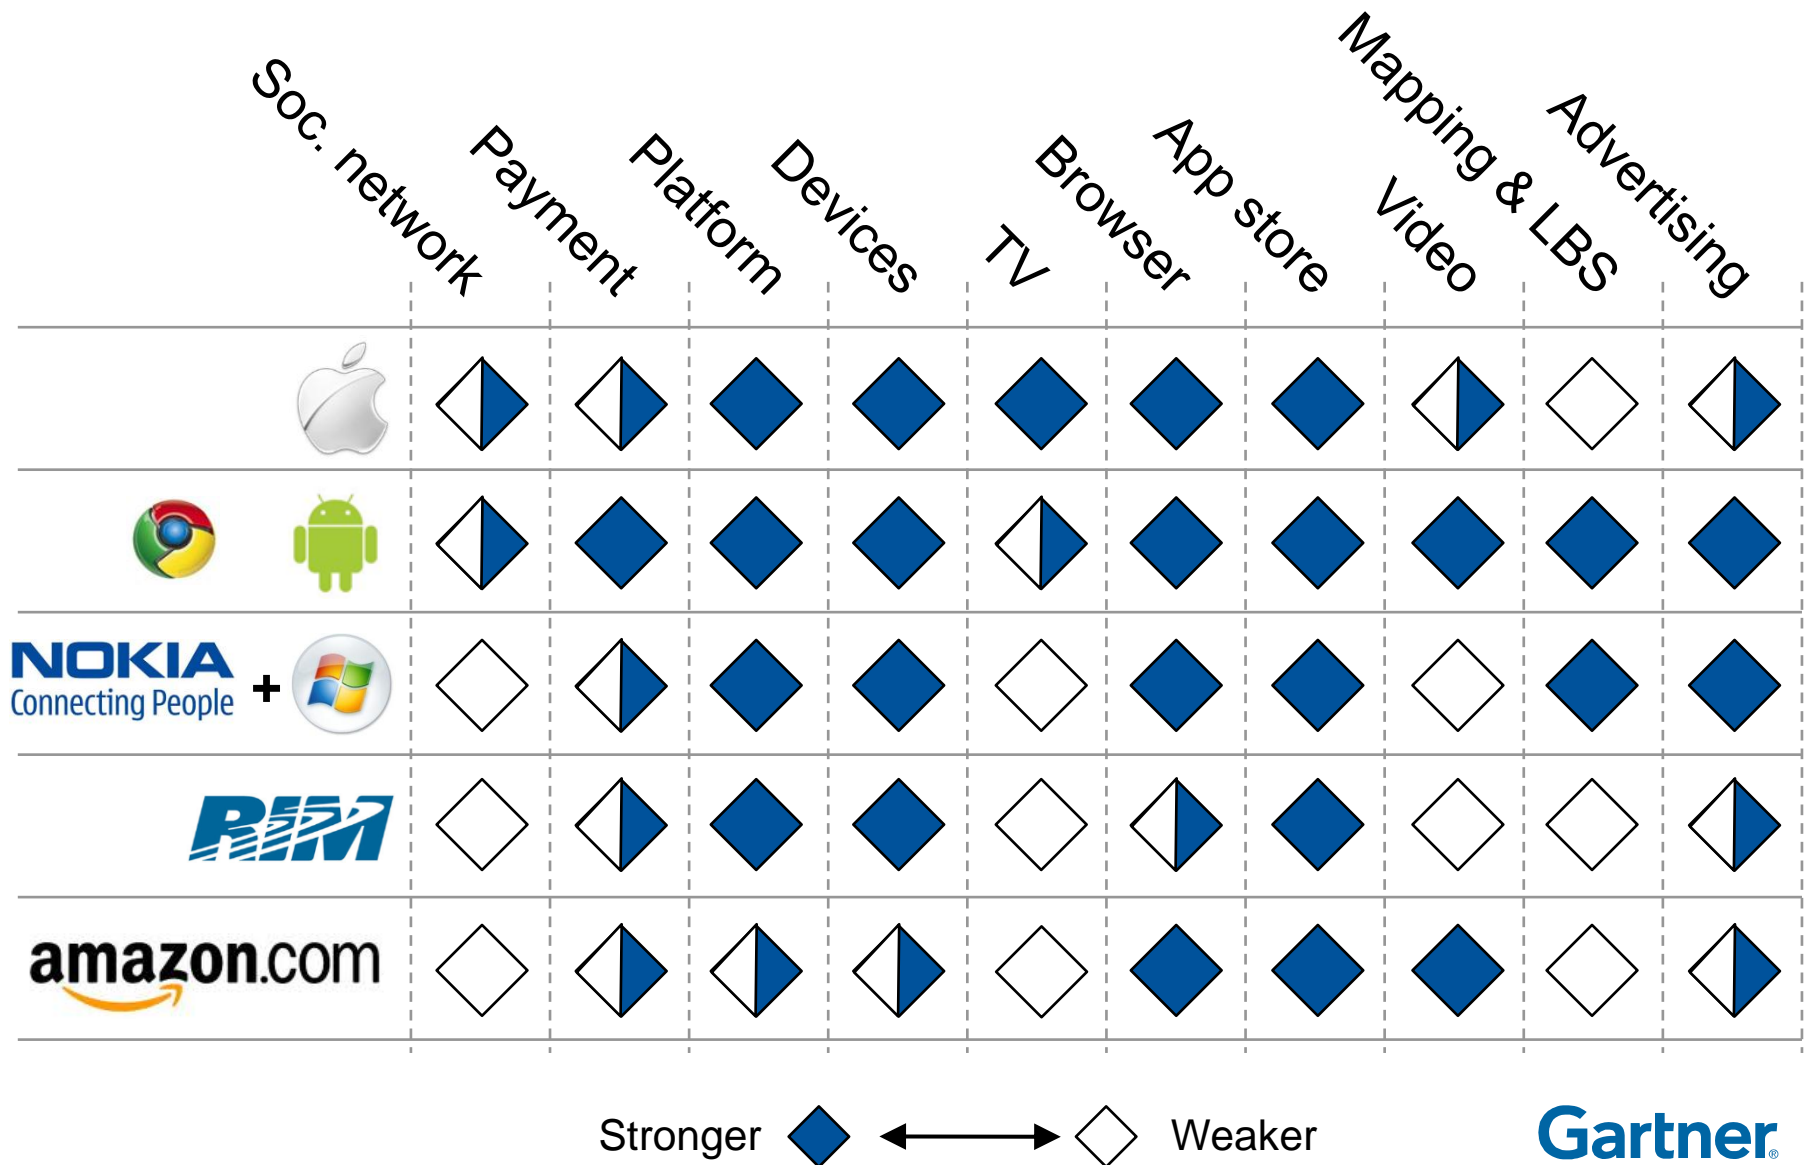 Soc. network
Payment
Platform
Devices
TV
Browser
App store
Video
Mapping & LBS
Advertising
NOKIA
Connecting People
+
RIM
amazon.com
Stronger
Weaker
Gartner®